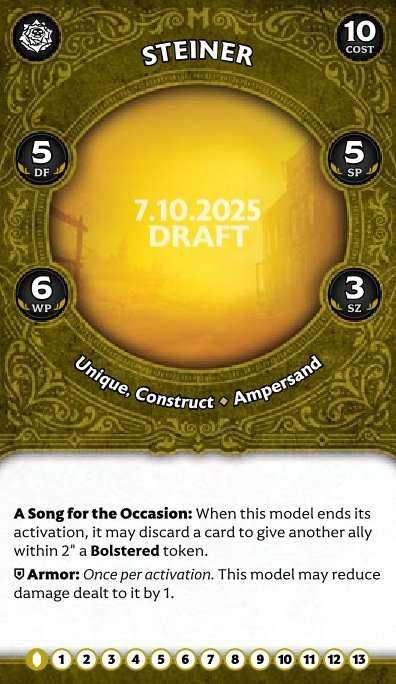 STEINER
10
COST
5
DF
5
SP
7.10.2025
DRAFT
6
WP
3
SZ
Unique, Construct ◆ Ampersand
A Song for the Occasion: When this model ends its
activation, it may discard a card to give another ally
within 2" a Bolstered token.
Armor: Once per activation. This model may reduce
damage dealt to it by 1.
1 2 3 4 5 6 7 8 9 10 11 12 13